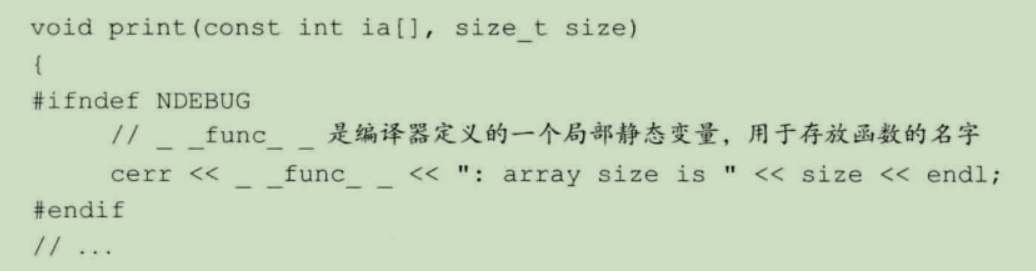 void print(const int ia[], size_t size)
{
#ifndef NDEBUG
// _ _func_ _ 是编译器定义的一个局部静态变量，用于存放函数的名字
cerr << _ _func_ _ << ": array size is " << size << endl;
#endif
// ...